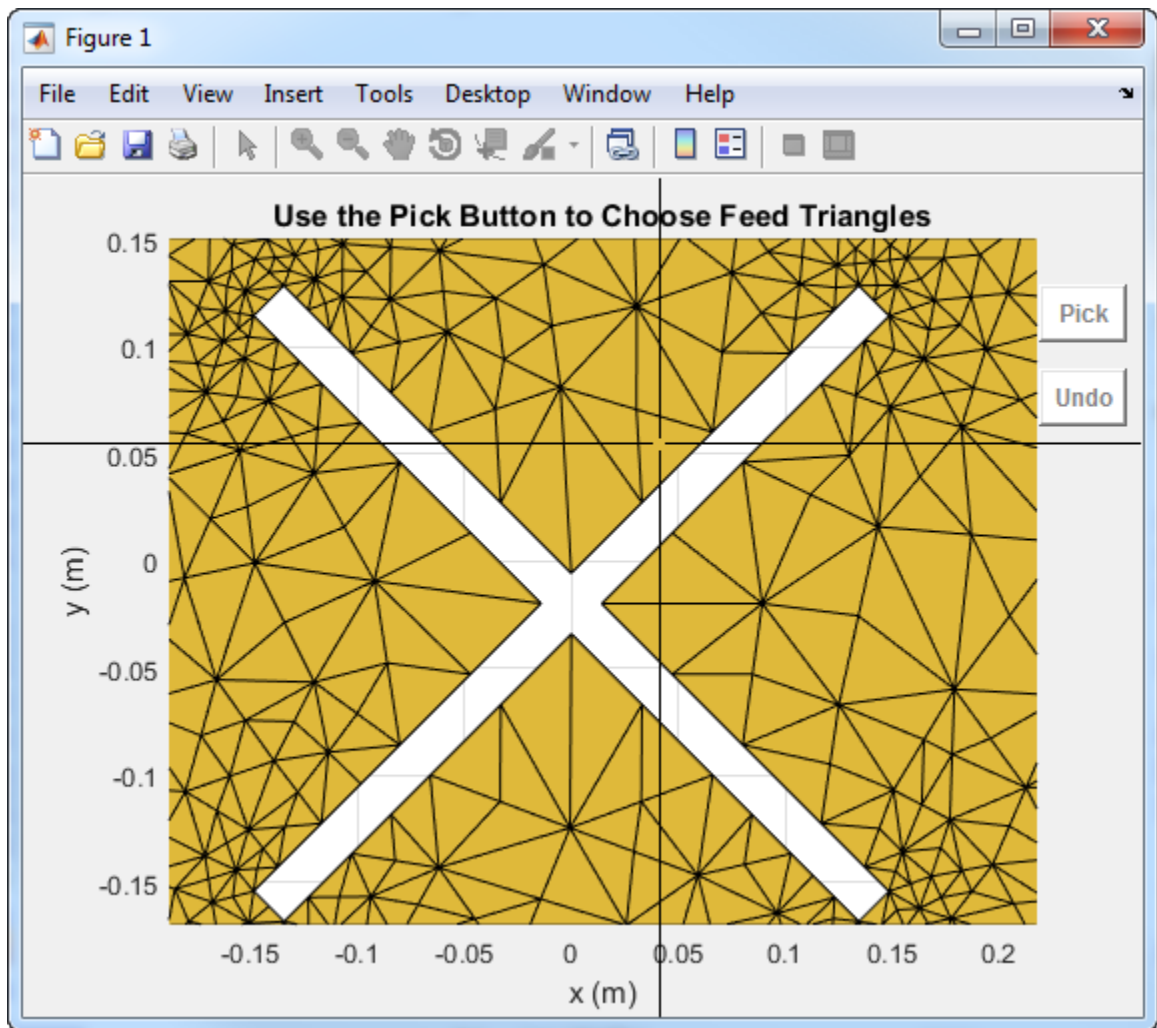 Figure 1
File Edit View Insert Tools Desktop Window Help
Use the Pick Button to Choose Feed Triangles
0.15
0.1
0.05
0
-0.05
-0.1
-0.15
y (m)
Pick
Undo
-0.15 -0.1 -0.05 0 0.05 0.1 0.15 0.2
x (m)